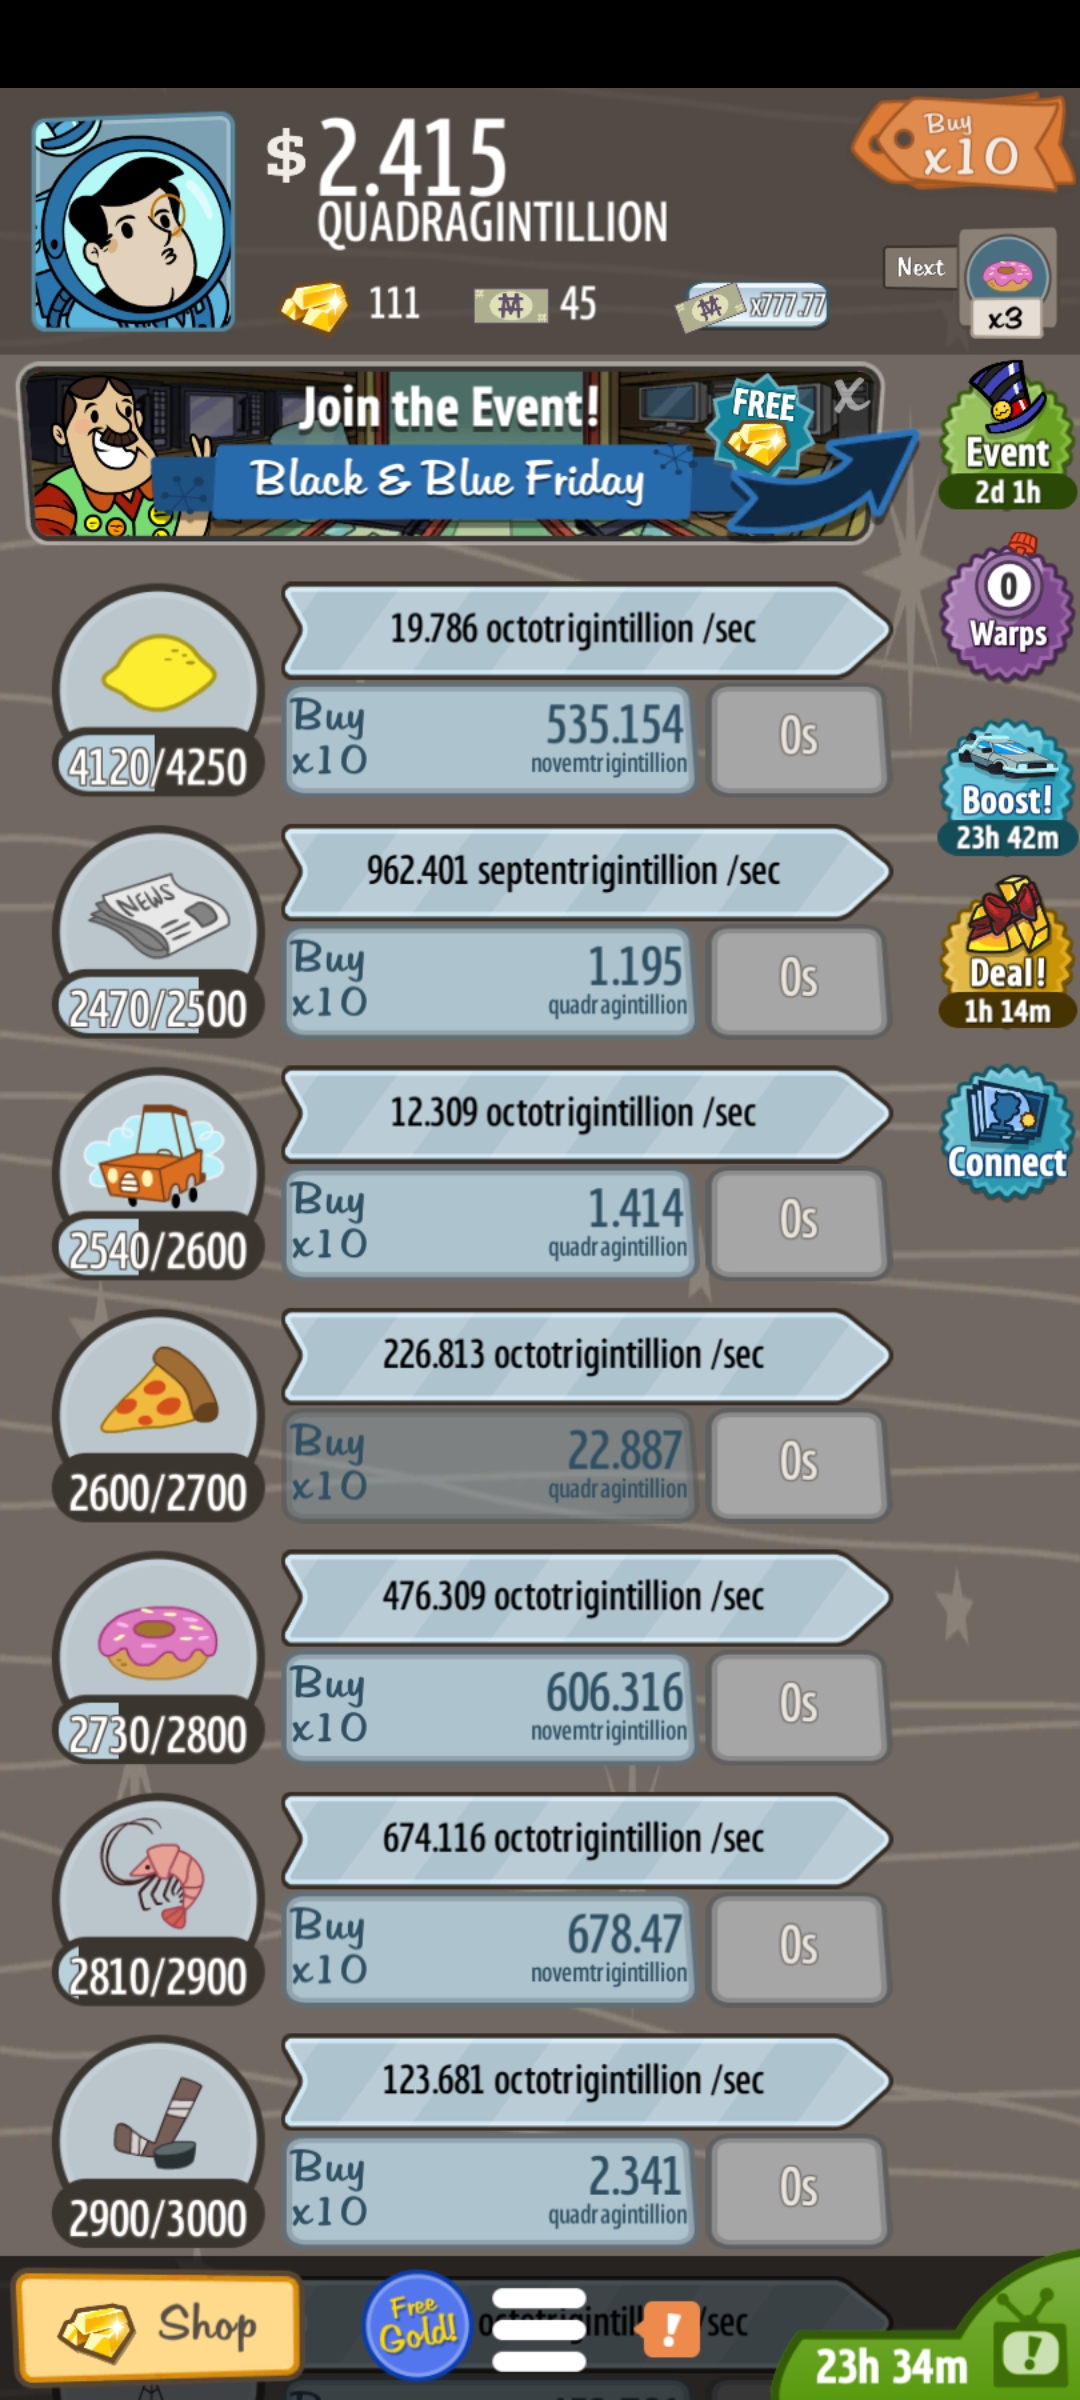 $ 2.415
QUADRAGINTILLION
Buy
x10
111
45
x777.77
Next
x3
Join the Event!
FREE
X
Black & Blue Friday
Event
2d 1h
0
Warps
Boost!
23h 42m
Deal!
1h 14m
Connect
19.786 octotrigintillion /sec
Buy
x10
535.154
novemtrigintillion
0s
4120/4250
NEWS
962.401 septentrigintillion /sec
Buy
x10
1.195
quadragintillion
0s
2470/2500
12.309 octotrigintillion /sec
Buy
x10
1.414
quadragintillion
0s
2540/2600
226.813 octotrigintillion /sec
Buy
x10
22.887
quadragintillion
0s
2600/2700
476.309 octotrigintillion /sec
Buy
x10
606.316
novemtrigintillion
0s
2730/2800
674.116 octotrigintillion /sec
Buy
x10
678.47
novemtrigintillion
0s
2810/2900
123.681 octotrigintillion /sec
Buy
x10
2.341
quadragintillion
0s
2900/3000
Shop
Free
Gold!
!
/sec
23h 34m
!